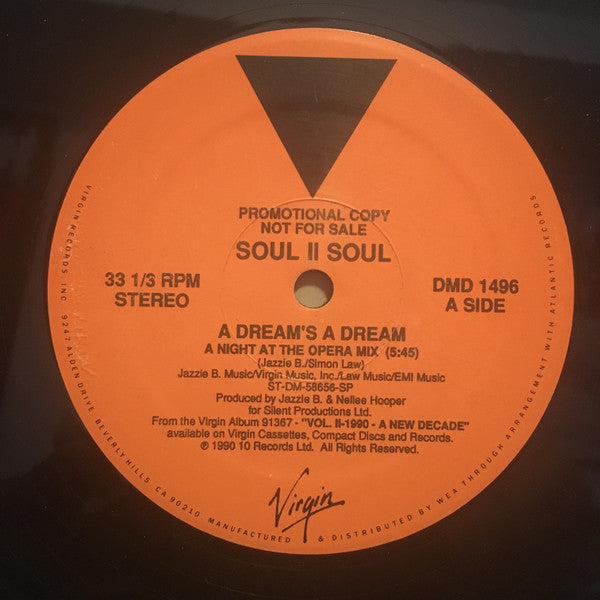 PROMOTIONAL COPY
NOT FOR SALE
SOUL II SOUL
33 1/3 RPM
STEREO
DMD 1496
A SIDE
A DREAM'S A DREAM
A NIGHT AT THE OPERA MIX (5:45)
(Jazzie B./Simon Law)
Jazzie B. Music/Virgin Music, Inc./Law Music/EMI Music
ST-DM-58656-SP
Produced by Jazzie B. & Nellee Hooper
for Silent Productions Ltd.
From the Virgin Album 91367 - "VOL. II-1990 - A NEW DECADE"
available on Virgin Cassettes, Compact Discs and Records.
℗ 1990 10 Records Ltd. All Rights Reserved.
Virgin
VIRGIN RECORDS INC. 9247 ALDEN DRIVE, BEVERLY HILLS, CA 90210 MANUFACTURED & DISTRIBUTED BY WEA THROUGH ARRANGEMENT WITH ATLANTIC RECORDS